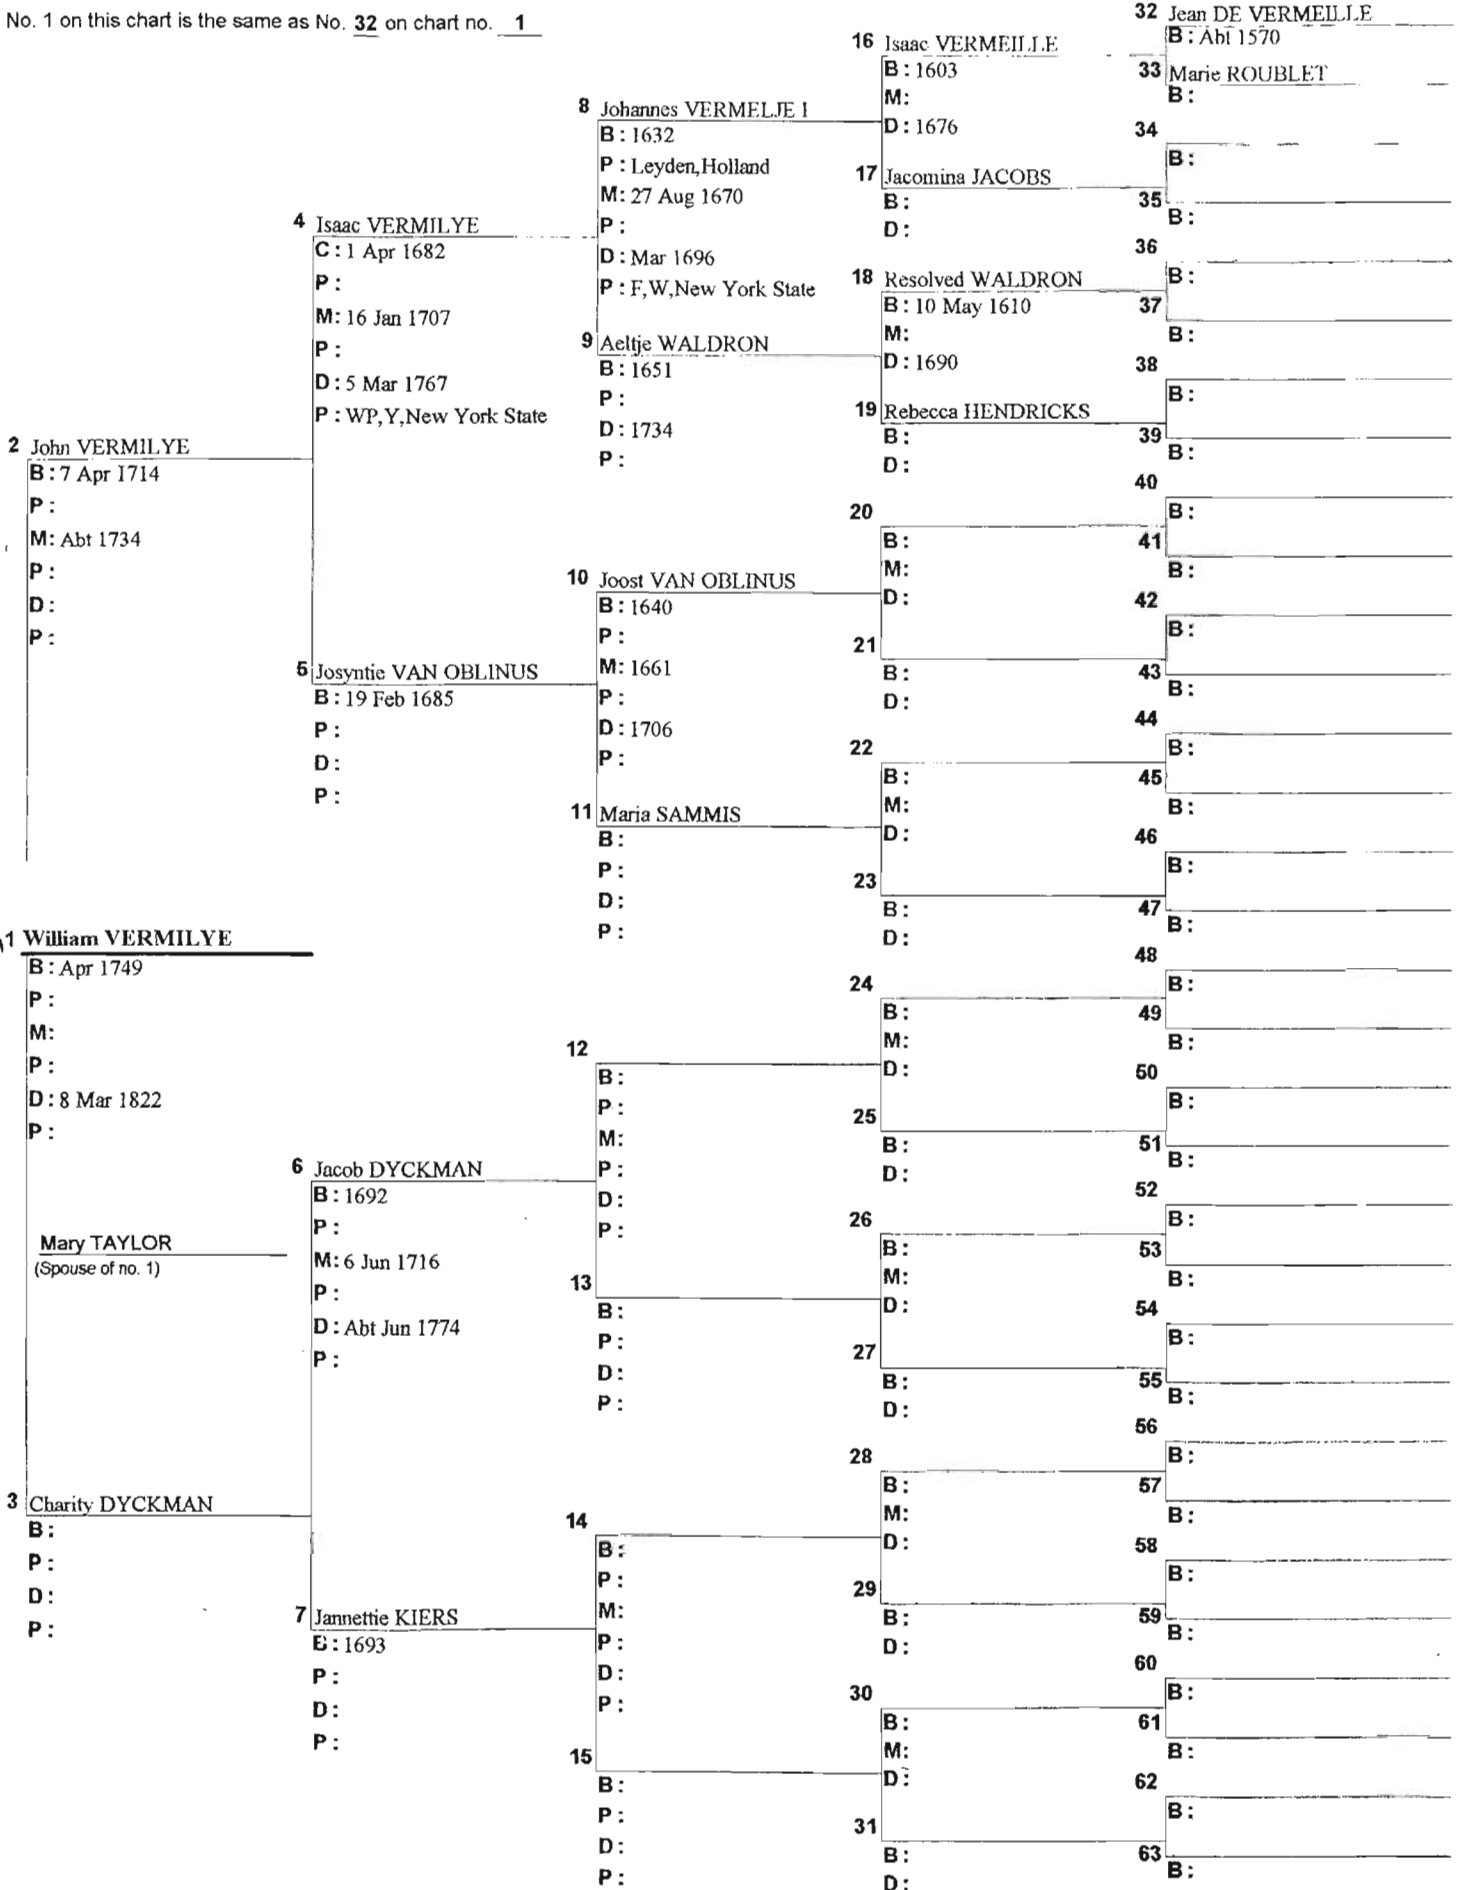 No. 1 on this chart is the same as No. 32 on chart no. 1
1 William VERMILYE
B: Apr 1749
P:
M:
P:
D: 8 Mar 1822
P:
Mary TAYLOR
(Spouse of no. 1)
2 John VERMILYE
B: 7 Apr 1714
P:
M: Abt 1734
P:
D:
P:
3 Charity DYCKMAN
B:
P:
D:
P:
4 Isaac VERMILYE
C: 1 Apr 1682
P:
M: 16 Jan 1707
P:
D: 5 Mar 1767
P: WP,Y,New York State
5 Josyntie VAN OBLINUS
B: 19 Feb 1685
P:
D:
P:
6 Jacob DYCKMAN
B: 1692
P:
M: 6 Jun 1716
P:
D: Abt Jun 1774
P:
7 Jannettie KIERS
B: 1693
P:
D:
P:
8 Johannes VERMELJE I
B: 1632
P: Leyden,Holland
M: 27 Aug 1670
P:
D: Mar 1696
P: F,W,New York State
9 Aeltje WALDRON
B: 1651
P:
D: 1734
P:
10 Joost VAN OBLINUS
B: 1640
P:
M: 1661
P:
D: 1706
P:
11 Maria SAMMIS
B:
P:
D:
P:
12
B:
P:
M:
P:
D:
P:
13
B:
P:
D:
P:
14
B:
P:
M:
P:
D:
P:
15
B:
P:
D:
P:
16 Isaac VERMEILLE
B: 1603
M:
D: 1676
17 Jacomina JACOBS
B:
D:
18 Resolved WALDRON
B: 10 May 1610
M:
D: 1690
19 Rebecca HENDRICKS
B:
D:
20
B:
M:
D:
21
B:
D:
22
B:
M:
D:
23
B:
D:
24
B:
M:
D:
25
B:
D:
26
B:
M:
D:
27
B:
D:
28
B:
M:
D:
29
B:
D:
30
B:
M:
D:
31
B:
D:
32 Jean DE VERMEILLE
B: Abt 1570
33 Marie ROUBLET
B:
34
B:
35
B:
36
B:
37
B:
38
B:
39
B:
40
B:
41
B:
42
B:
43
B:
44
B:
45
B:
46
B:
47
B:
48
B:
49
B:
50
B:
51
B:
52
B:
53
B:
54
B:
55
B:
56
B:
57
B:
58
B:
59
B:
60
B:
61
B:
62
B:
63
B: